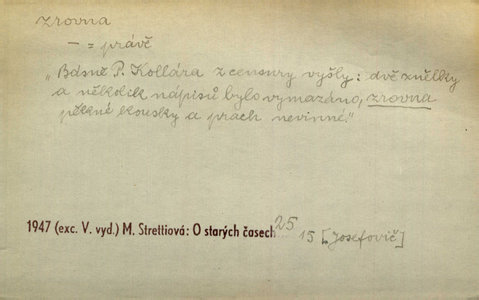 zrovna
— = právě
„Básně P. Kollára z censury vyšly: dvě znělky
a několik nápisů bylo vymazáno, zrovna
pěkné kousky a prach nevinné."
1947 (exc. V. vyd.) M. Strettiová: O starých časech 25 15 [Josefovič]